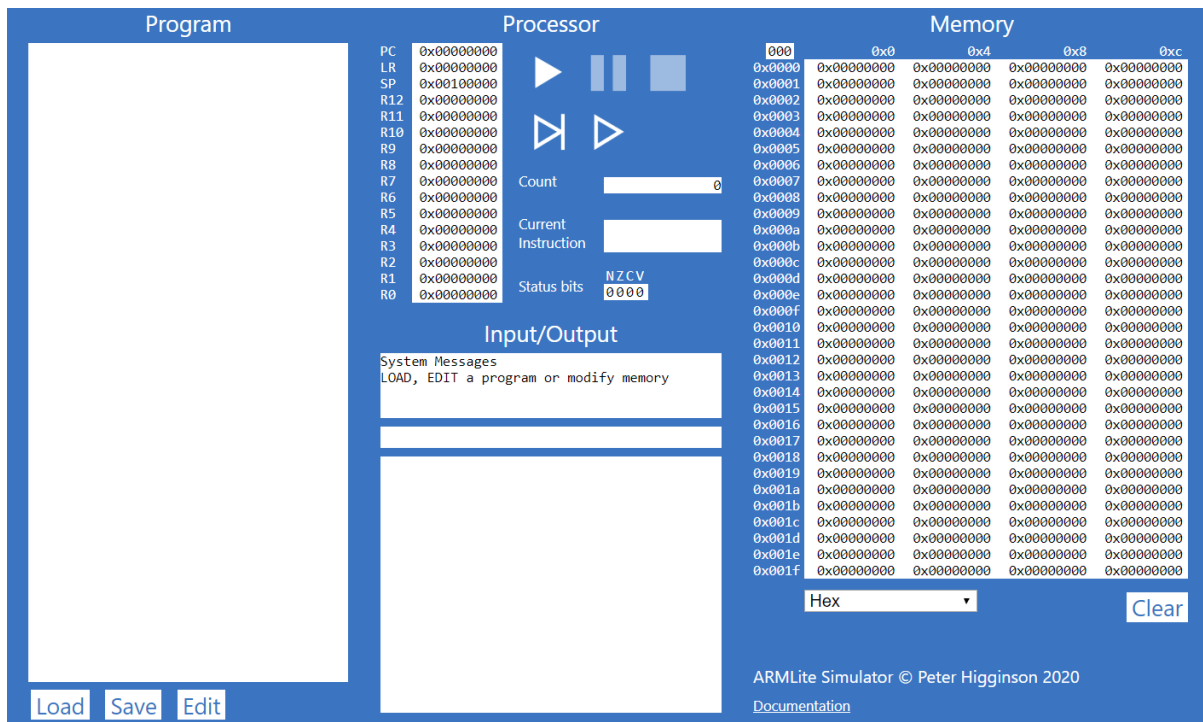 Program
Load Save Edit
Processor
PC 0x00000000
LR 0x00000000
SP 0x00100000
R12 0x00000000
R11 0x00000000
R10 0x00000000
R9 0x00000000
R8 0x00000000
R7 0x00000000
R6 0x00000000
R5 0x00000000
R4 0x00000000
R3 0x00000000
R2 0x00000000
R1 0x00000000
R0 0x00000000
Count 0
Current
Instruction
NZCV
Status bits 0000
Input/Output
System Messages
LOAD, EDIT a program or modify memory
Memory
000 0x0 0x4 0x8 0xc
0x0000 0x00000000 0x00000000 0x00000000 0x00000000
0x0001 0x00000000 0x00000000 0x00000000 0x00000000
0x0002 0x00000000 0x00000000 0x00000000 0x00000000
0x0003 0x00000000 0x00000000 0x00000000 0x00000000
0x0004 0x00000000 0x00000000 0x00000000 0x00000000
0x0005 0x00000000 0x00000000 0x00000000 0x00000000
0x0006 0x00000000 0x00000000 0x00000000 0x00000000
0x0007 0x00000000 0x00000000 0x00000000 0x00000000
0x0008 0x00000000 0x00000000 0x00000000 0x00000000
0x0009 0x00000000 0x00000000 0x00000000 0x00000000
0x000a 0x00000000 0x00000000 0x00000000 0x00000000
0x000b 0x00000000 0x00000000 0x00000000 0x00000000
0x000c 0x00000000 0x00000000 0x00000000 0x00000000
0x000d 0x00000000 0x00000000 0x00000000 0x00000000
0x000e 0x00000000 0x00000000 0x00000000 0x00000000
0x000f 0x00000000 0x00000000 0x00000000 0x00000000
0x0010 0x00000000 0x00000000 0x00000000 0x00000000
0x0011 0x00000000 0x00000000 0x00000000 0x00000000
0x0012 0x00000000 0x00000000 0x00000000 0x00000000
0x0013 0x00000000 0x00000000 0x00000000 0x00000000
0x0014 0x00000000 0x00000000 0x00000000 0x00000000
0x0015 0x00000000 0x00000000 0x00000000 0x00000000
0x0016 0x00000000 0x00000000 0x00000000 0x00000000
0x0017 0x00000000 0x00000000 0x00000000 0x00000000
0x0018 0x00000000 0x00000000 0x00000000 0x00000000
0x0019 0x00000000 0x00000000 0x00000000 0x00000000
0x001a 0x00000000 0x00000000 0x00000000 0x00000000
0x001b 0x00000000 0x00000000 0x00000000 0x00000000
0x001c 0x00000000 0x00000000 0x00000000 0x00000000
0x001d 0x00000000 0x00000000 0x00000000 0x00000000
0x001e 0x00000000 0x00000000 0x00000000 0x00000000
0x001f 0x00000000 0x00000000 0x00000000 0x00000000
Hex Clear
ARMLite Simulator © Peter Higginson 2020
Documentation